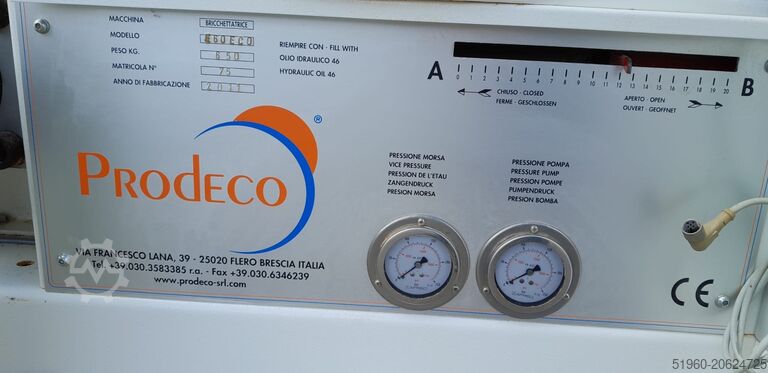 MACCHINA BRICCHETTATRICE
MODELLO E60ECO
PESO KG. 650
MATRICOLA N° 75
ANNO DI FABBRICAZIONE 2011
RIEMPIRE CON - FILL WITH
OLIO IDRAULICO 46
HYDRAULIC OIL 46
A B
0 1 2 3 4 5 6 7 8 9 10 11 12 13 14 15 16 17 18 19 20
CHIUSO - CLOSED
FERME - GESCHLOSSEN
APERTO - OPEN
OUVERT - GEOFFNET
PRODECO ®
PRESSIONE MORSA
VICE PRESSURE
PRESSION DE L'ETAU
ZANGENDRUCK
PRESION MORSA
PRESSIONE POMPA
PRESSURE PUMP
PRESSION POMPE
PUMPENDRUCK
PRESION BOMBA
VIA FRANCESCO LANA, 39 - 25020 FLERO BRESCIA ITALIA
Tel. +39.030.3583385 r.a. - Fax +39.030.6346239
www.prodeco-srl.com
CE
51960-20624725